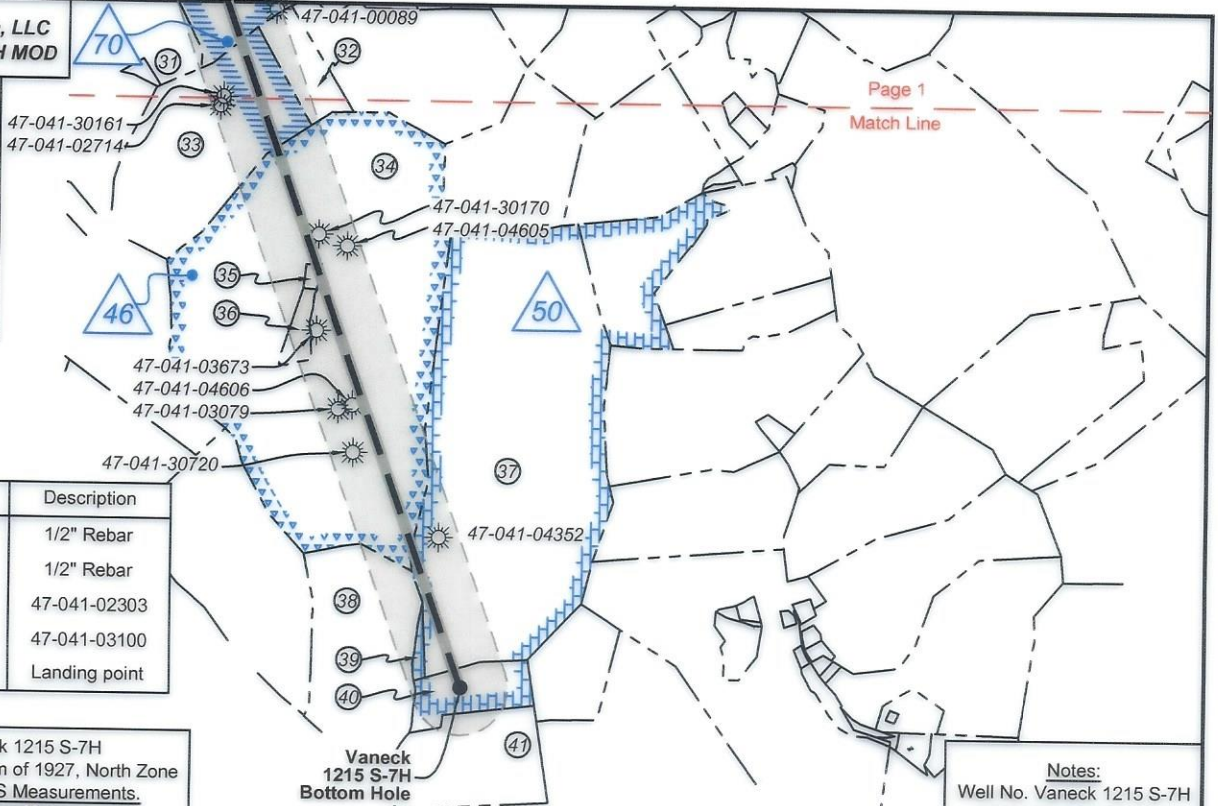 , LLC
H MOD
70
31
47-041-00089
32
Page 1
Match Line
47-041-30161
47-041-02714
33
34
47-041-30170
47-041-04605
35
36
46
50
47-041-03673
47-041-04606
47-041-03079
47-041-30720
37
47-041-04352
Description
1/2" Rebar
1/2" Rebar
47-041-02303
47-041-03100
Landing point
38
39
40
41
Vaneck
1215 S-7H
Bottom Hole
k 1215 S-7H
of 1927, North Zone
S Measurements.
Notes:
Well No. Vaneck 1215 S-7H